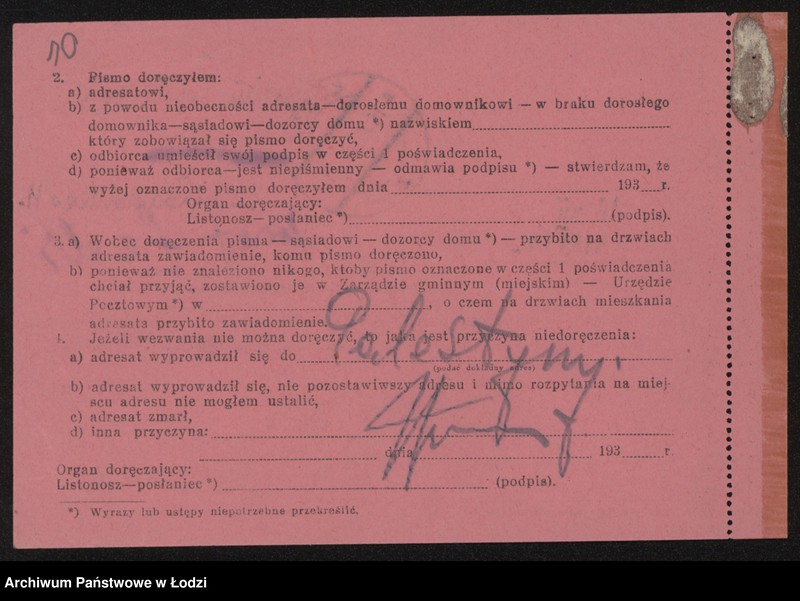 2. Pismo doręczyłem:
a) adresatowi,
b) z powodu nieobecności adresata—dorosłemu domownikowi — w braku dorosłego
domownika—sąsiadowi—dozorcy domu *) nazwiskiem
który zobowiązał się pismo doręczyć,
c) odbiorca umieścił swój podpis w części 1 poświadczenia,
d) ponieważ odbiorca—jest niepiśmienny — odmawia podpisu *) — stwierdzam, że
wyżej oznaczone pismo doręczyłem dnia 193 r.
Organ doręczający:
Listonosz—posłaniec *) (podpis).
3. a) Wobec doręczenia pisma — sąsiadowi — dozorcy domu *) — przybito na drzwiach
adresata zawiadomienie, komu pismo doręczono,
b) ponieważ nie znaleziono nikogo, ktoby pismo oznaczone w części 1 poświadczenia
chciał przyjąć, zostawiono je w Zarządzie gminnym (miejskim) — Urzędzie
Pocztowym *) w , o czem na drzwiach mieszkania
adresata przybito zawiadomienie.
4. Jeżeli wezwania nie można doręczyć, to jaka jest przyczyna niedoręczenia:
a) adresat wyprowadził się do Palestyny.
(podać dokładny adres)
b) adresat wyprowadził się, nie pozostawiwszy adresu i mimo rozpytania na miej-
scu adresu nie mogłem ustalić,
c) adresat zmarł,
d) inna przyczyna:
dnia 193 r.
Organ doręczający:
Listonosz—posłaniec *) (podpis).
*) Wyrazy lub ustępy niepotrzebne przekreślić.
Archiwum Państwowe w Łodzi